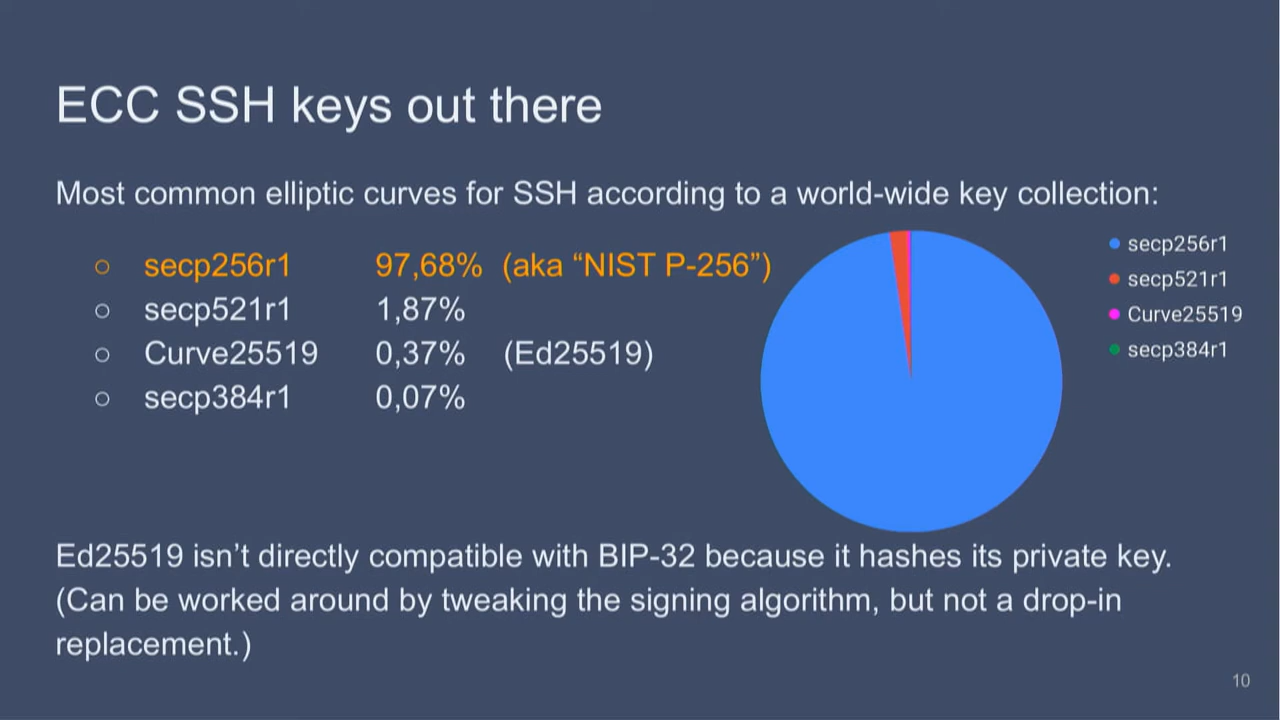 ECC SSH keys out there
Most common elliptic curves for SSH according to a world-wide key collection:
○ secp256r1 97,68% (aka “NIST P-256”)
○ secp521r1 1,87%
○ Curve25519 0,37% (Ed25519)
○ secp384r1 0,07%
secp256r1
secp521r1
Curve25519
secp384r1
Ed25519 isn’t directly compatible with BIP-32 because it hashes its private key.
(Can be worked around by tweaking the signing algorithm, but not a drop-in
replacement.)
10